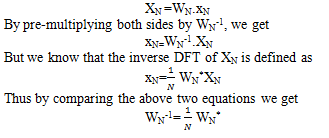 X_N=W_N.x_N
By pre-multiplying both sides by W_N^-1, we get
x_N=W_N^-1.X_N
But we know that the inverse DFT of X_N is defined as
x_N=1/N W_N*X_N
Thus by comparing the above two equations we get
W_N^-1=1/N W_N*